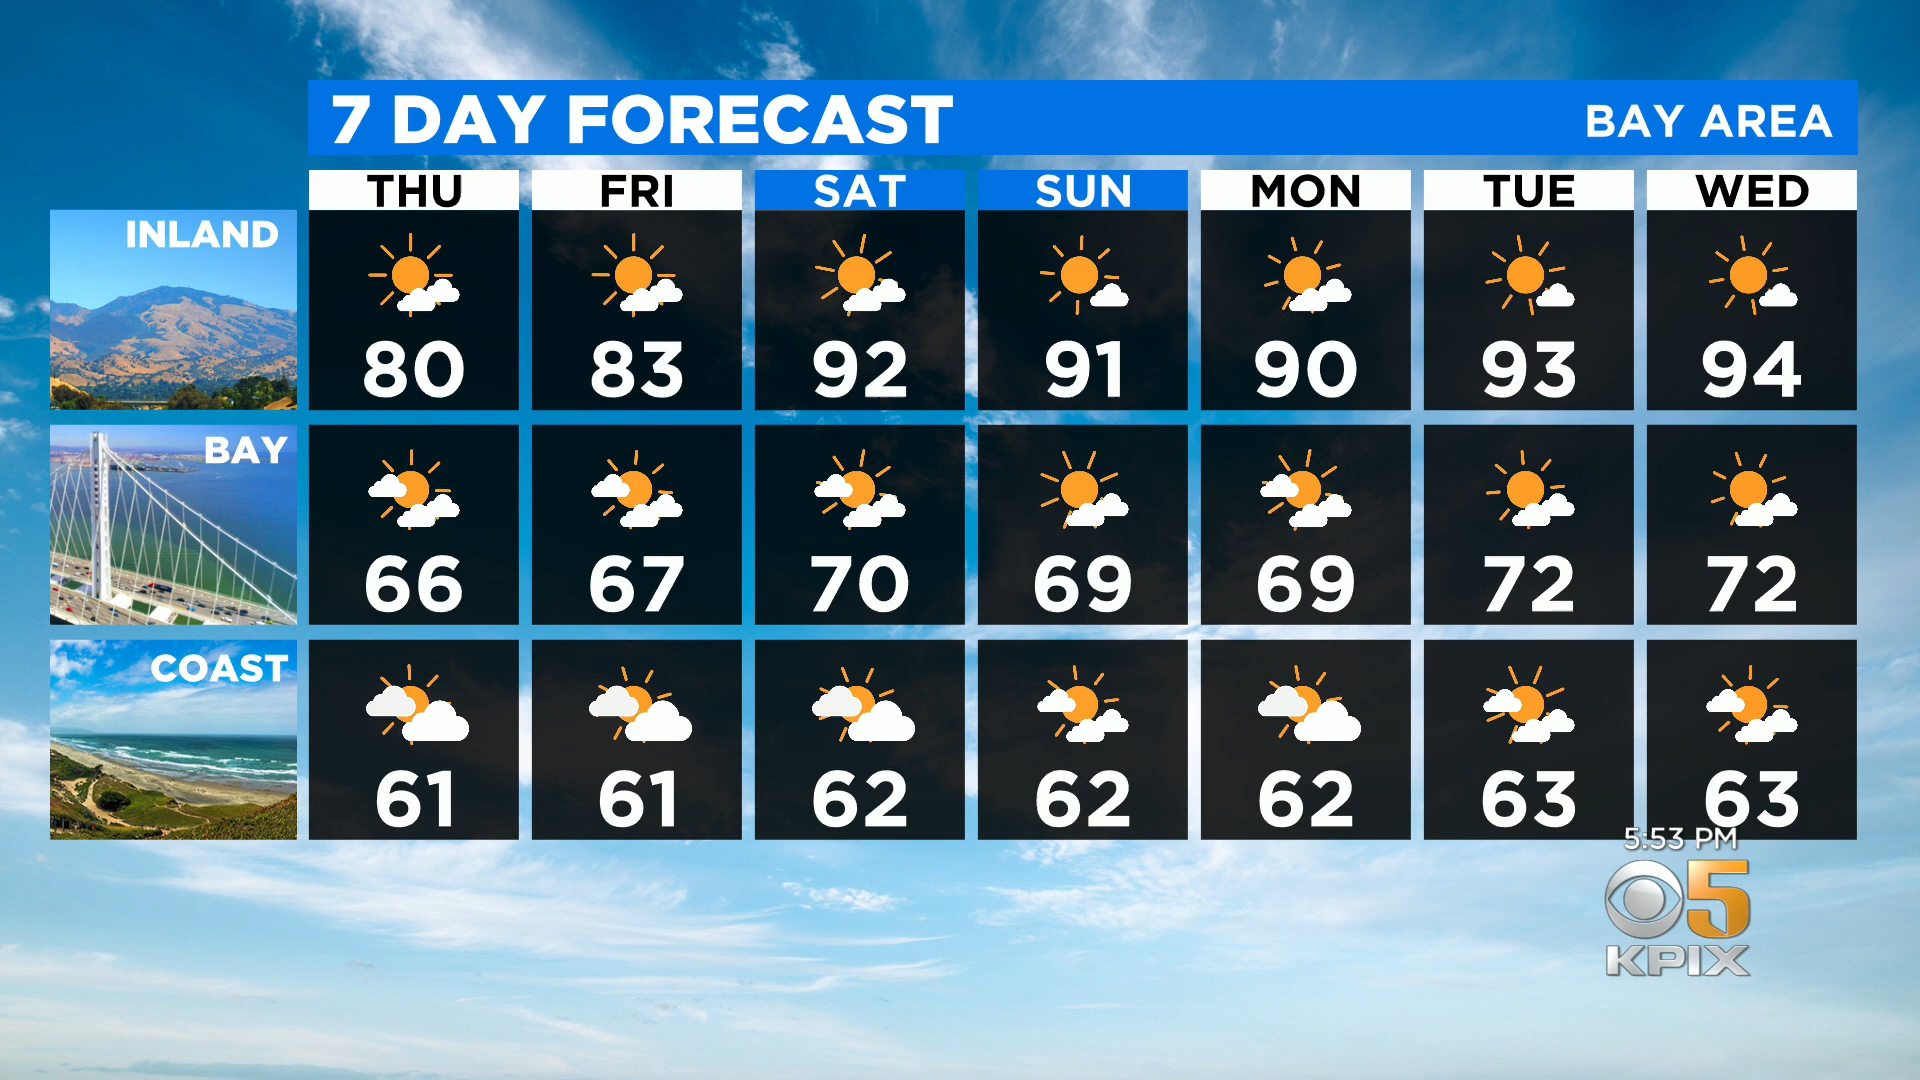 7 DAY FORECAST BAY AREA
THU FRI SAT SUN MON TUE WED
INLAND
80 83 92 91 90 93 94
BAY
66 67 70 69 69 72 72
COAST
61 61 62 62 62 63 63
5:53 PM
5
KPIX